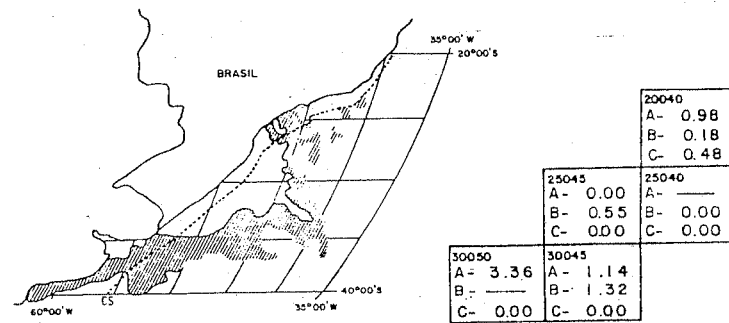 35°00' W
20°00'S
BRASIL
20040
A- 0.98
B- 0.18
C- 0.48
25045
A- 0.00
B- 0.55
C- 0.00
25040
A- —
B- 0.00
C- 0.00
30050
A- 3.36
B- —
C- 0.00
30045
A- 1.14
B- 1.32
C- 0.00
40°00'S
60°00' W
CS
35°00' W